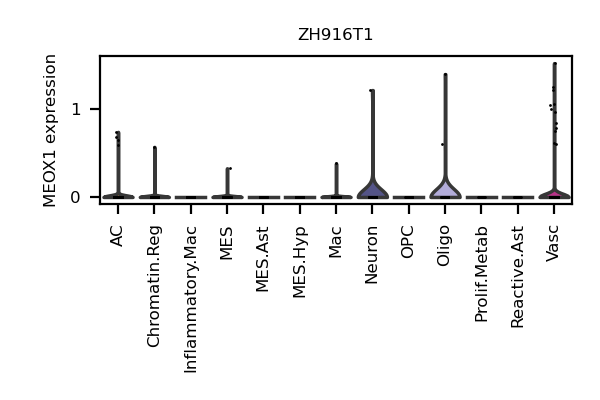 ZH916T1
MEOX1 expression
1
0
AC
Chromatin.Reg
Inflammatory.Mac
MES
MES.Ast
MES.Hyp
Mac
Neuron
OPC
Oligo
Prolif.Metab
Reactive.Ast
Vasc